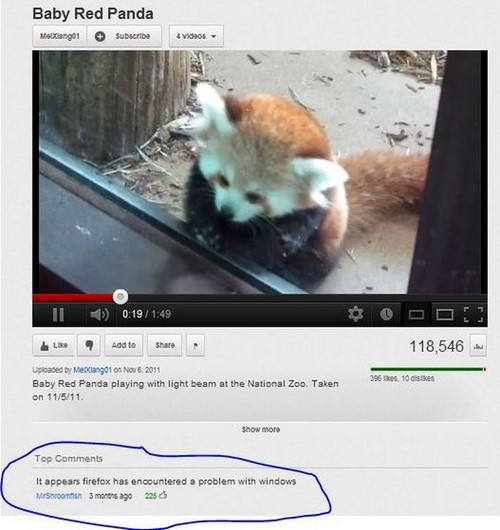 Baby Red Panda
MeiXiang01 Subscribe 4 videos
0:19 / 1:49
Like Add to Share
118,546
Uploaded by MeiXiang01 on Nov 6, 2011
396 likes, 10 dislikes
Baby Red Panda playing with light beam at the National Zoo. Taken
on 11/5/11.
Show more
Top Comments
It appears firefox has encountered a problem with windows
MrShroomfish 3 months ago 225